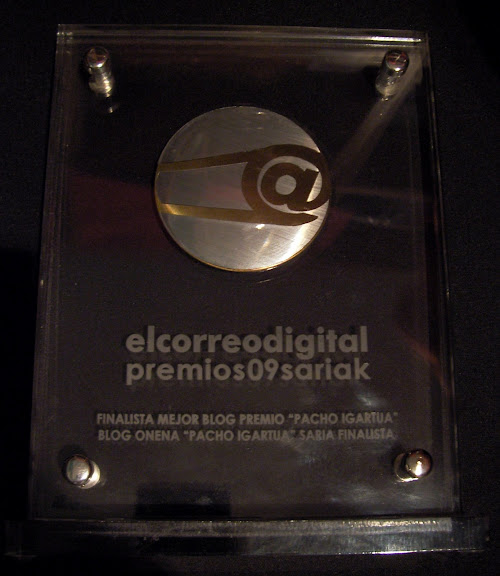 @
elcorreodigital
premios09sariak
FINALISTA MEJOR BLOG PREMIO "PACHO IGARTUA"
BLOG ONENA "PACHO IGARTUA" SARIA FINALISTA